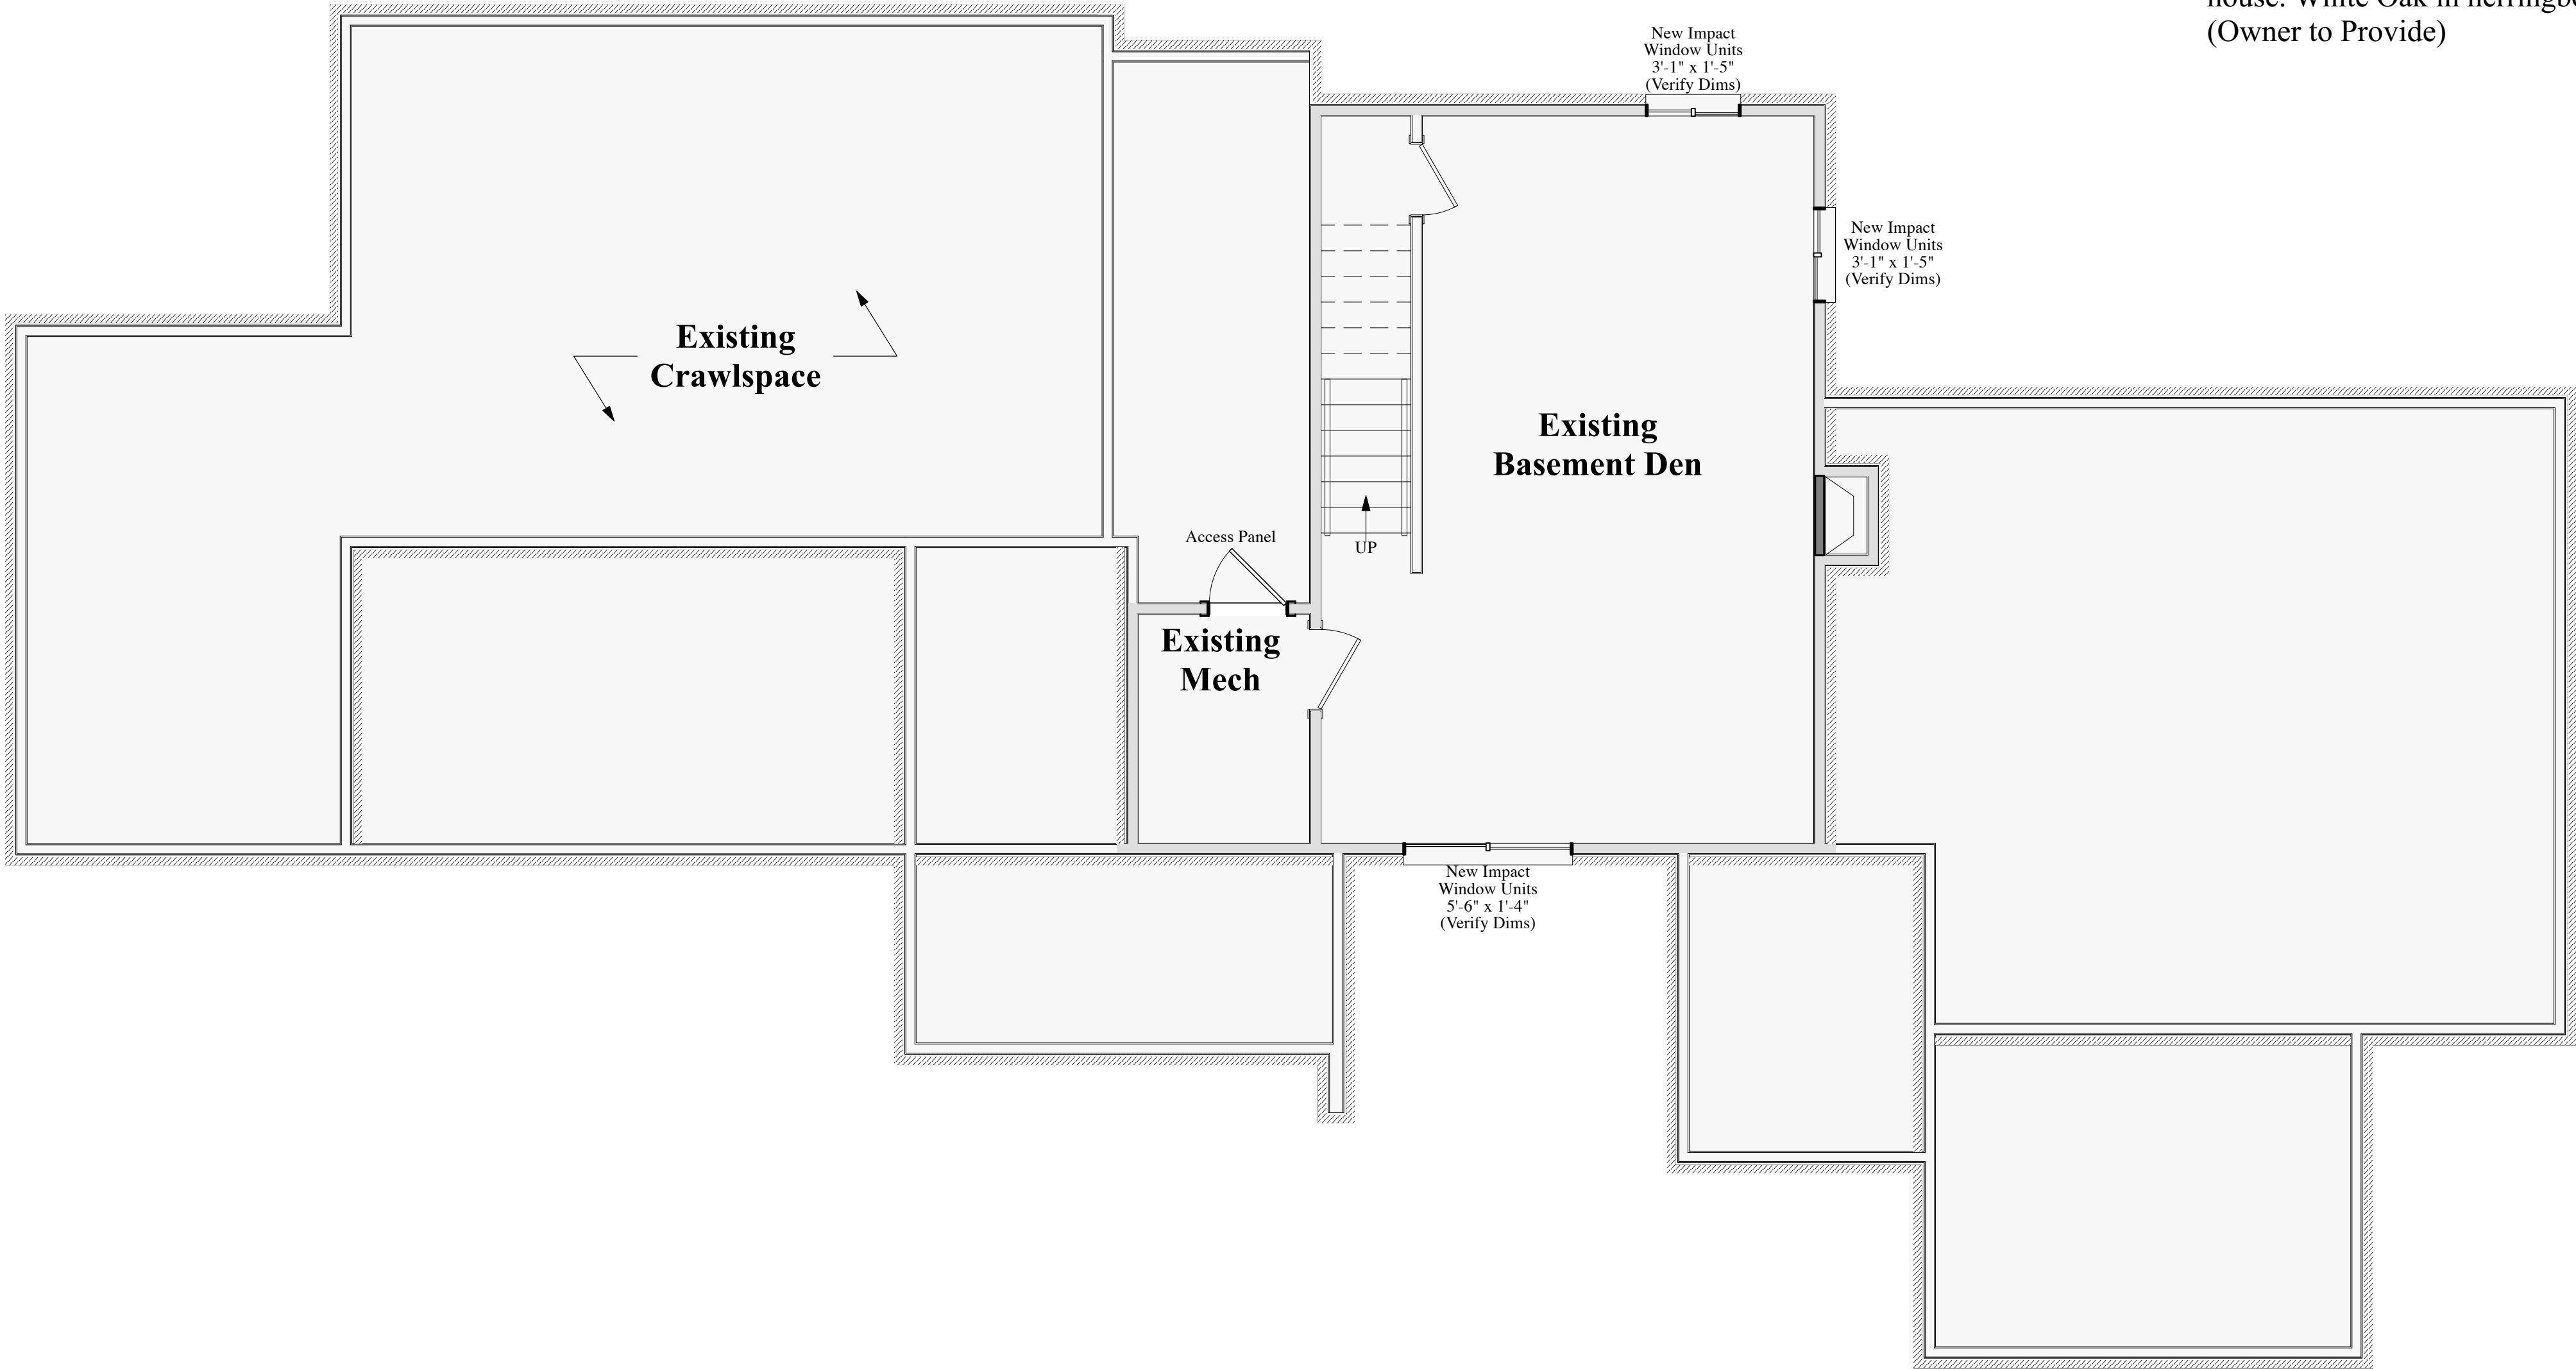 (Owner to Provide)
New Impact
Window Units
3'-1" x 1'-5"
(Verify Dims)
New Impact
Window Units
3'-1" x 1'-5"
(Verify Dims)
Existing
Crawlspace
Existing
Basement Den
Access Panel
UP
Existing
Mech
New Impact
Window Units
5'-6" x 1'-4"
(Verify Dims)